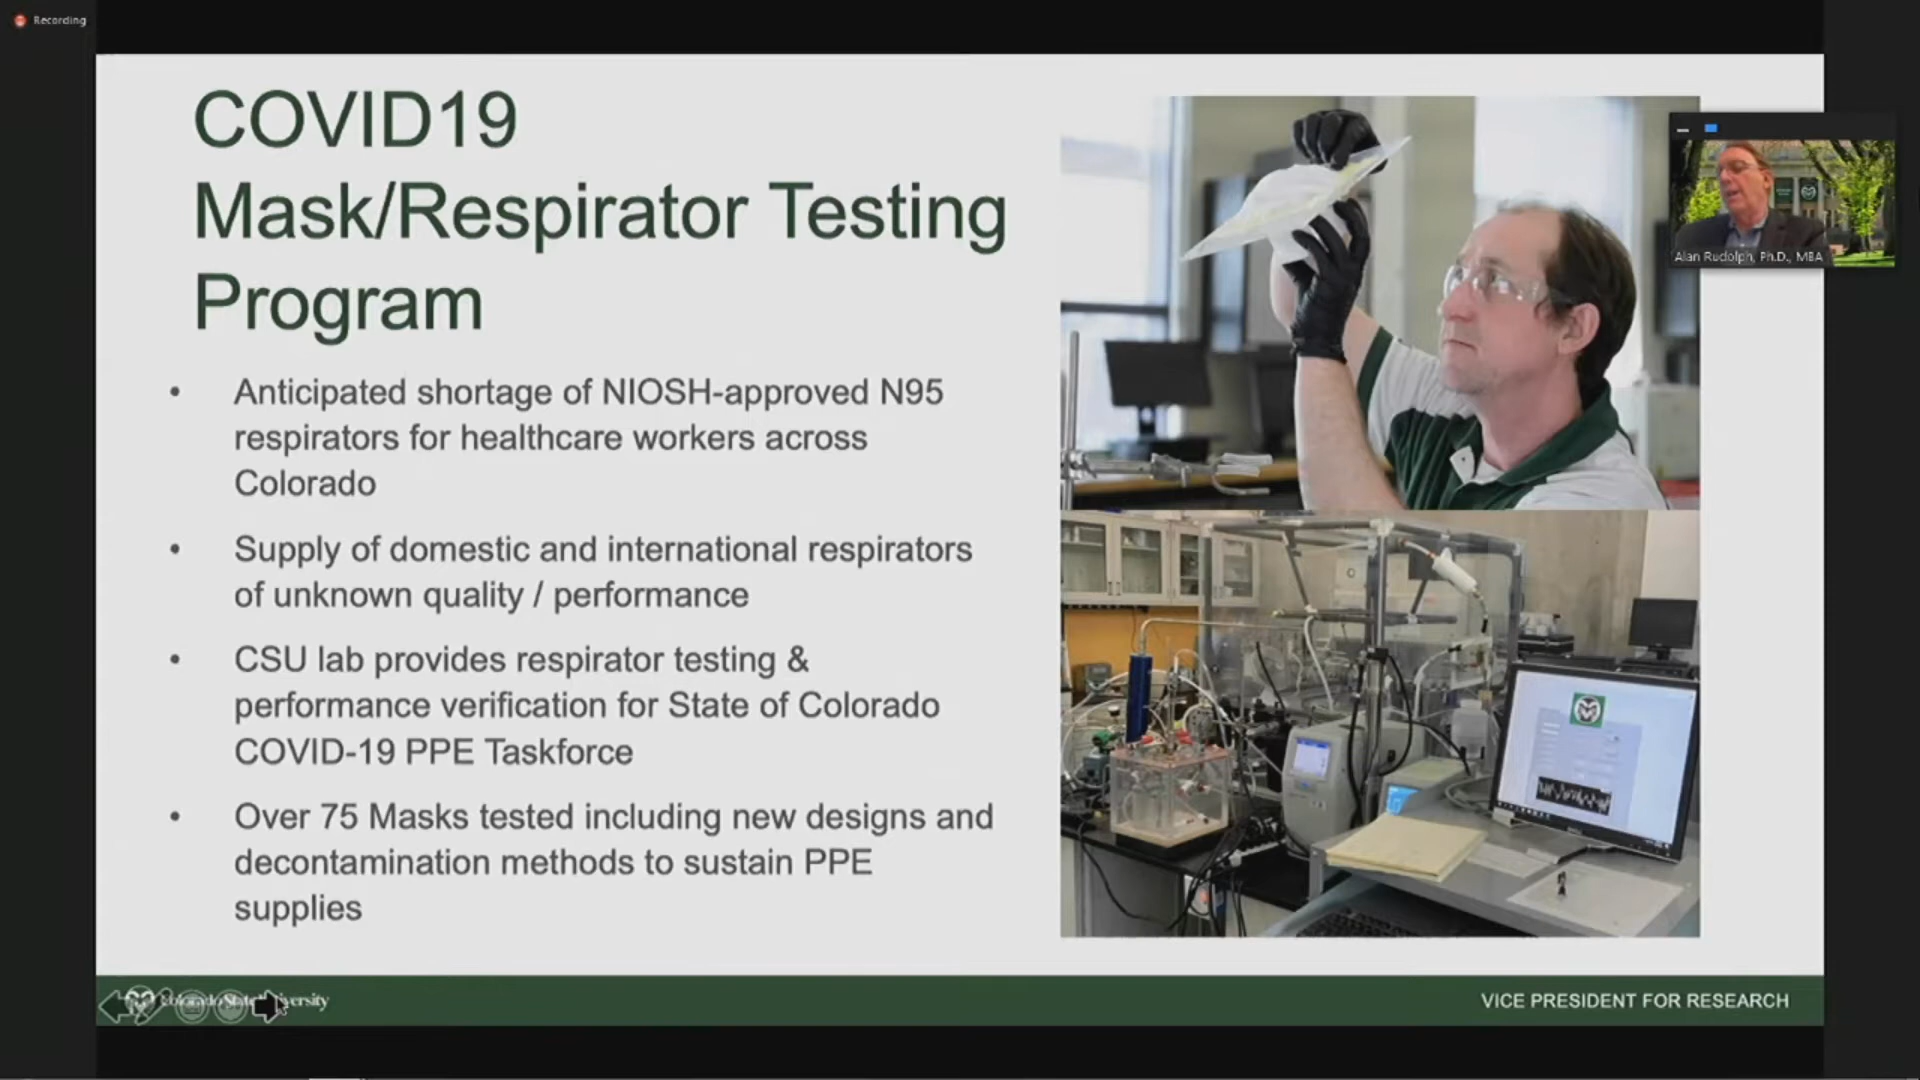 Recording
COVID19
Mask/Respirator Testing
Program
• Anticipated shortage of NIOSH-approved N95
respirators for healthcare workers across
Colorado
• Supply of domestic and international respirators
of unknown quality / performance
• CSU lab provides respirator testing &
performance verification for State of Colorado
COVID-19 PPE Taskforce
• Over 75 Masks tested including new designs and
decontamination methods to sustain PPE
supplies
Alan Rudolph, Ph.D., MBA
Colorado State University
VICE PRESIDENT FOR RESEARCH